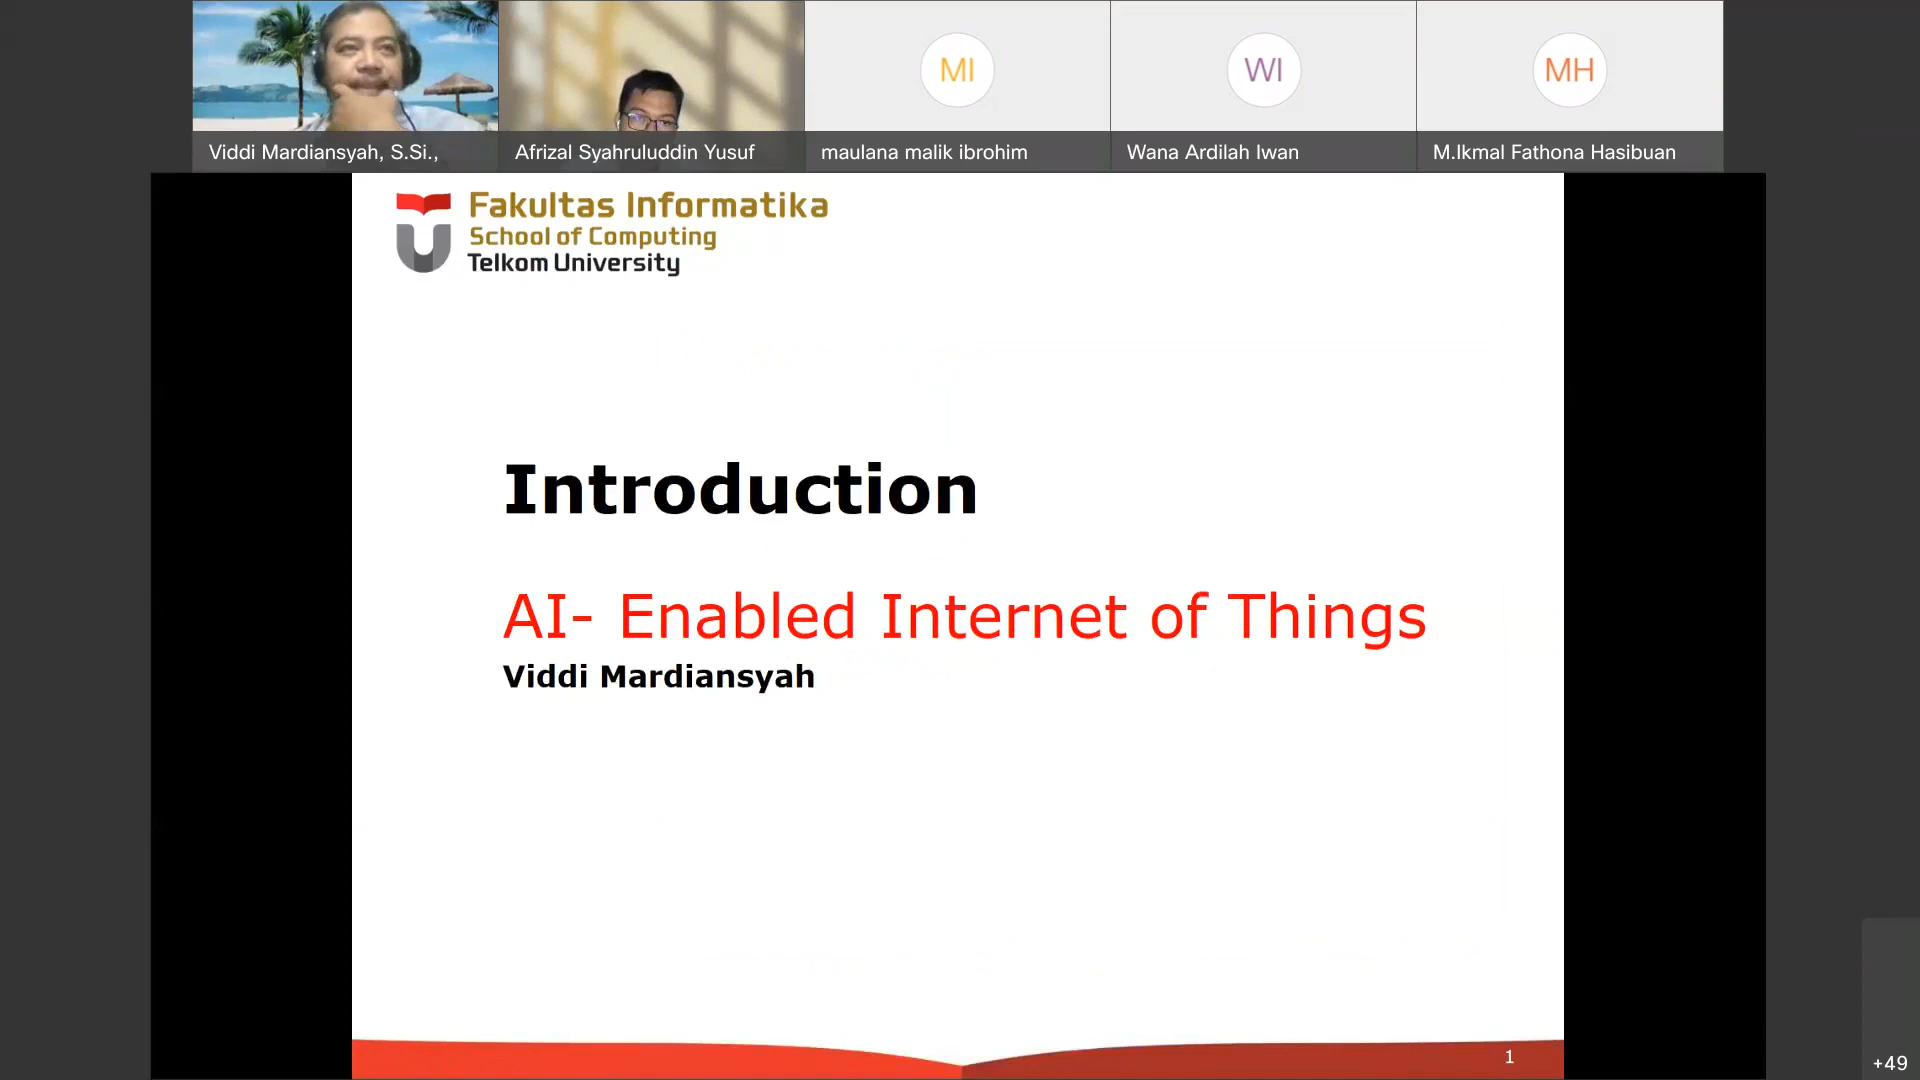 MI
WI
MH
Viddi Mardiansyah, S.Si.,
Afrizal Syahruluddin Yusuf
maulana malik ibrohim
Wana Ardilah Iwan
M.Ikmal Fathona Hasibuan
Fakultas Informatika
School of Computing
Telkom University
Introduction
AI- Enabled Internet of Things
Viddi Mardiansyah
1
+49